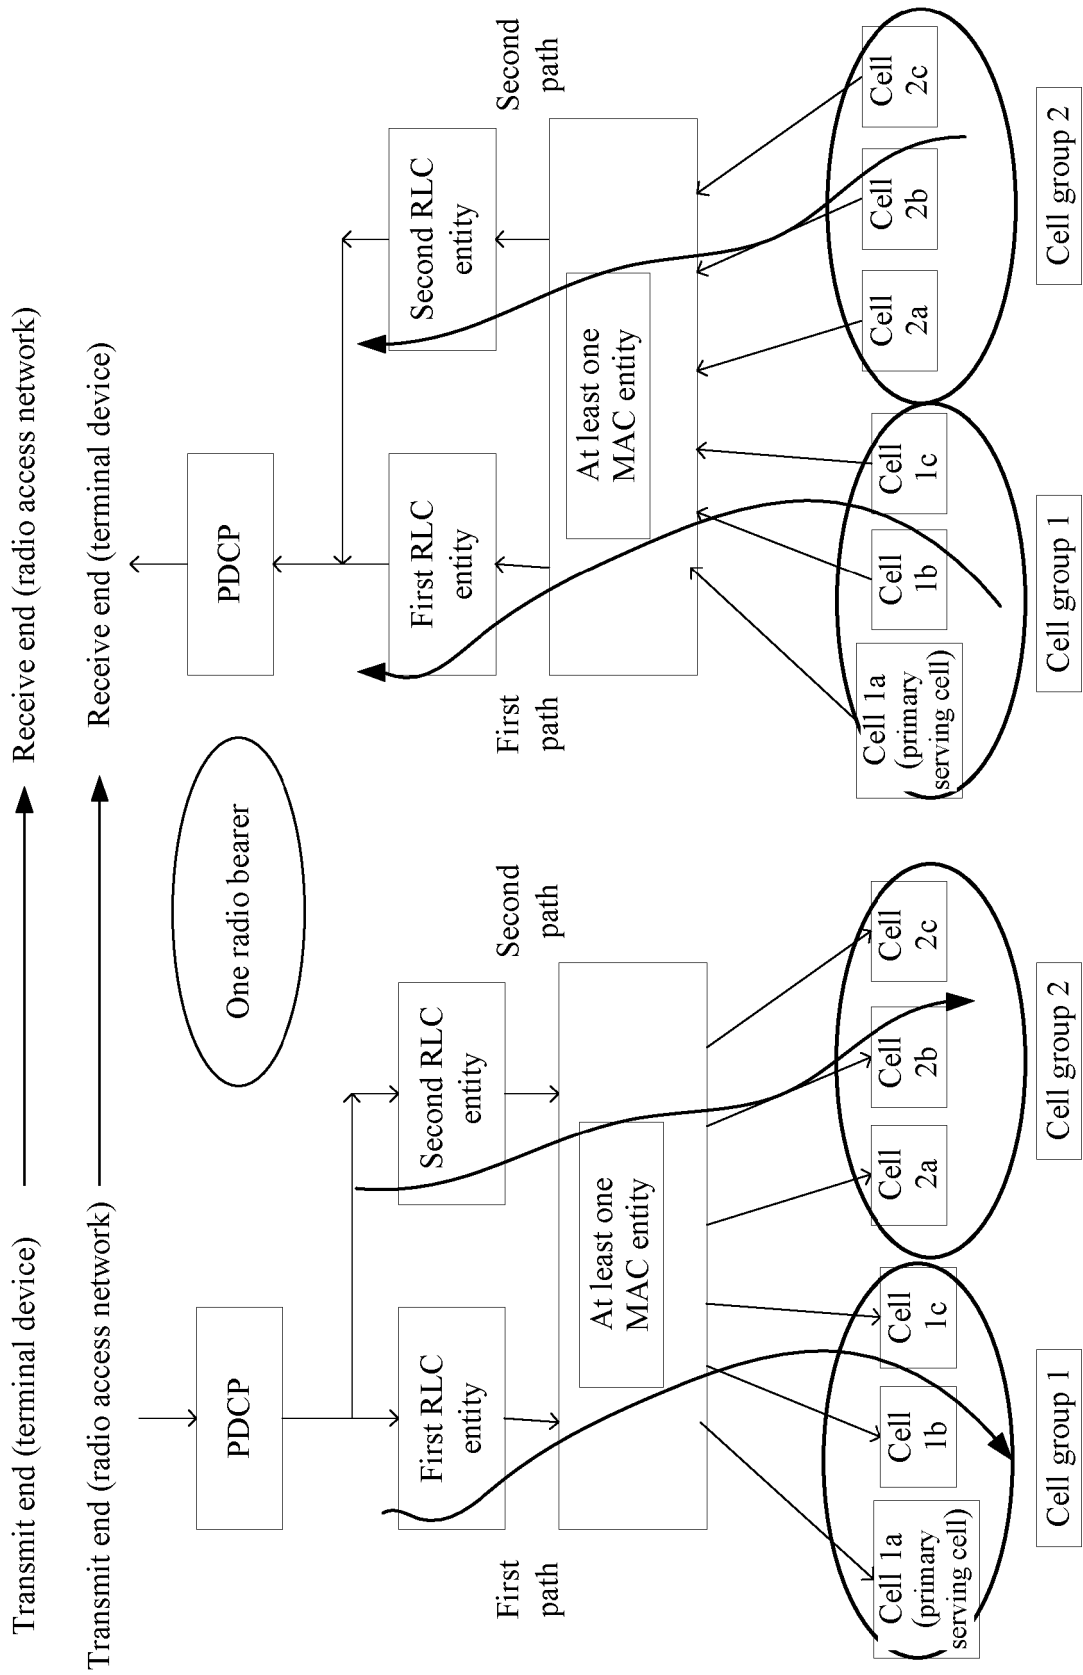 Transmit end (terminal device)
Receive end (radio access network)
Transmit end (radio access network)
Receive end (terminal device)
One radio bearer
PDCP
First RLC
entity
Second RLC
entity
First
path
Second
path
At least one
MAC entity
Cell 1a
(primary
serving cell)
Cell
1b
Cell
1c
Cell
2a
Cell
2b
Cell
2c
Cell group 1
Cell group 2
PDCP
First RLC
entity
Second RLC
entity
First
path
Second
path
At least one
MAC entity
Cell 1a
(primary
serving cell)
Cell
1b
Cell
1c
Cell
2a
Cell
2b
Cell
2c
Cell group 1
Cell group 2